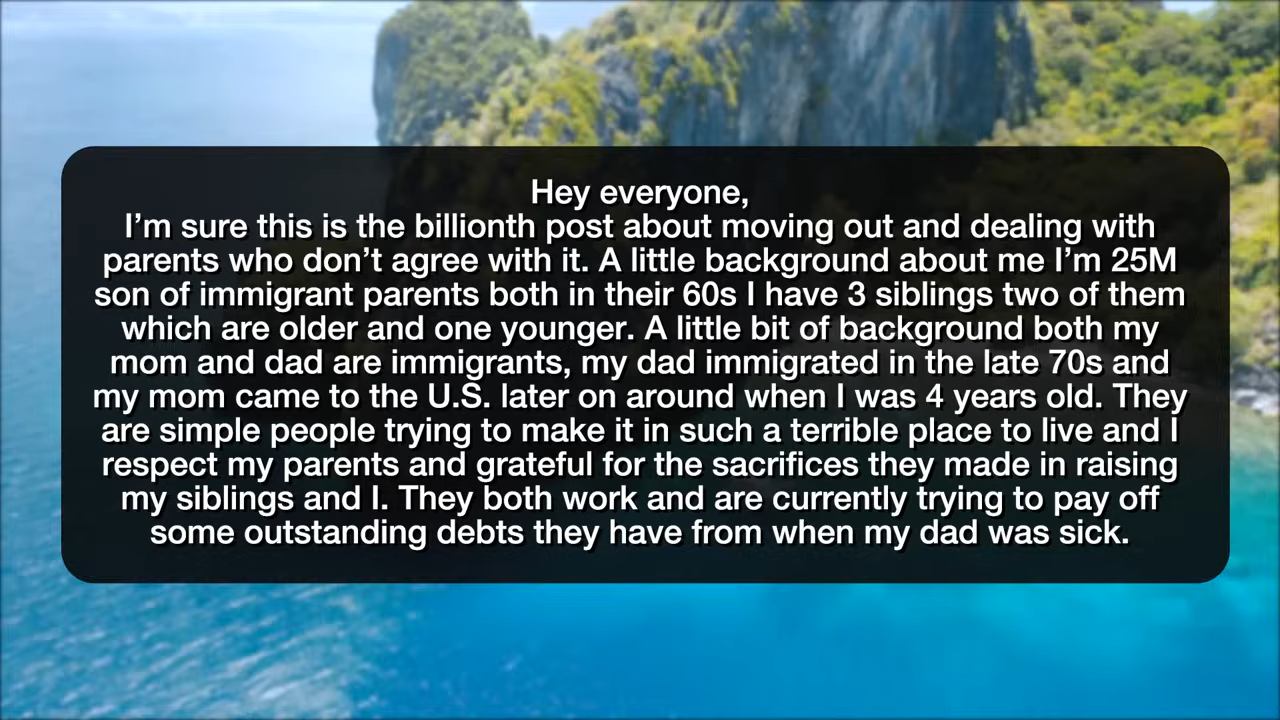 Hey everyone,
I’m sure this is the billionth post about moving out and dealing with
parents who don’t agree with it. A little background about me I’m 25M
son of immigrant parents both in their 60s I have 3 siblings two of them
which are older and one younger. A little bit of background both my
mom and dad are immigrants, my dad immigrated in the late 70s and
my mom came to the U.S. later on around when I was 4 years old. They
are simple people trying to make it in such a terrible place to live and I
respect my parents and grateful for the sacrifices they made in raising
my siblings and I. They both work and are currently trying to pay off
some outstanding debts they have from when my dad was sick.